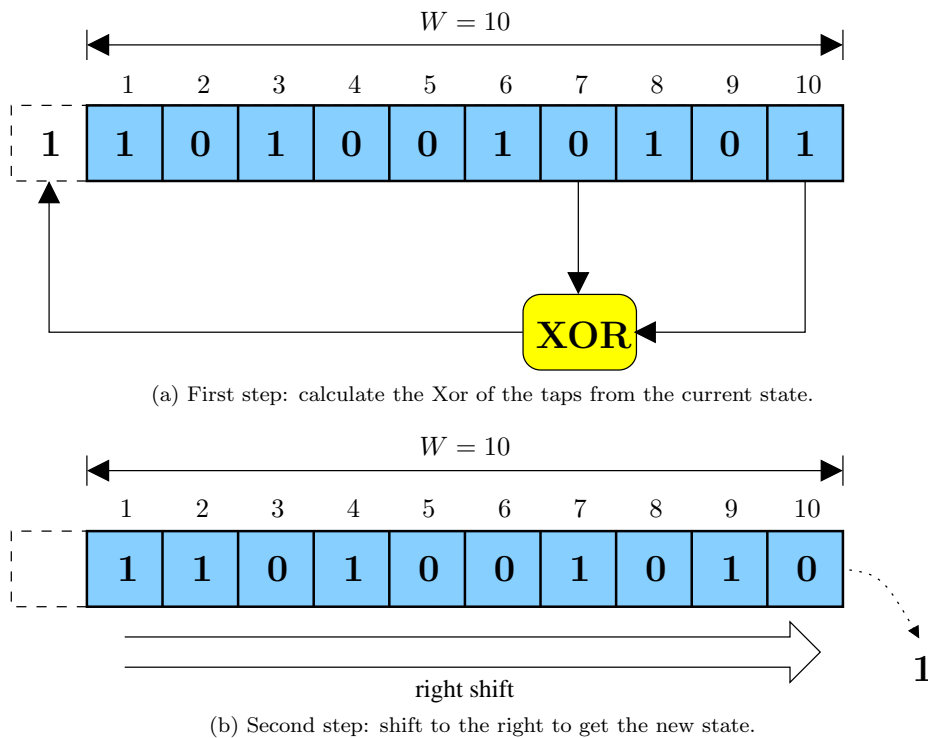 W = 10
1 2 3 4 5 6 7 8 9 10
1 1 0 1 0 0 1 0 1 0 1
XOR
(a) First step: calculate the Xor of the taps from the current state.
W = 10
1 2 3 4 5 6 7 8 9 10
1 1 0 1 0 0 1 0 1 0
1
right shift
(b) Second step: shift to the right to get the new state.